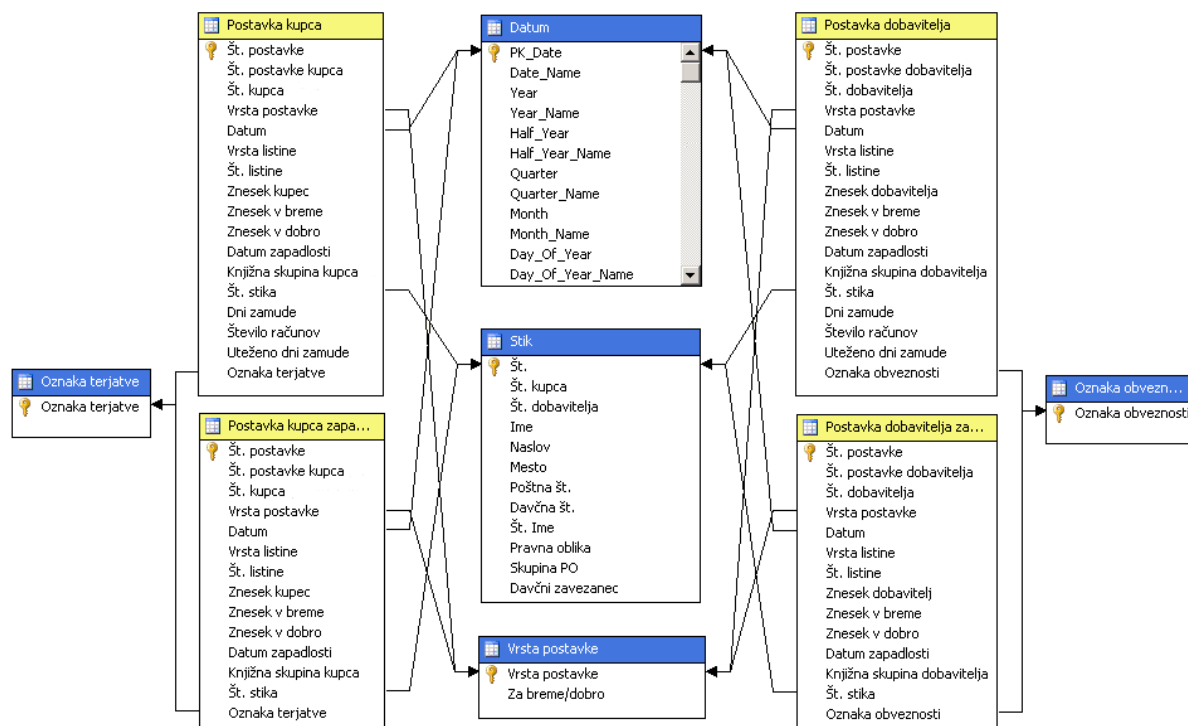 Postavka kupca
Št. postavke
Št. postavke kupca
Št. kupca
Vrsta postavke
Datum
Vrsta listine
Št. listine
Znesek kupec
Znesek v breme
Znesek v dobro
Datum zapadlosti
Knjižna skupina kupca
Št. stika
Dni zamude
Število računov
Uteženo dni zamude
Oznaka terjatve
Datum
PK_Date
Date_Name
Year
Year_Name
Half_Year
Half_Year_Name
Quarter
Quarter_Name
Month
Month_Name
Day_Of_Year
Day_Of_Year_Name
Postavka dobavitelja
Št. postavke
Št. postavke dobavitelja
Št. dobavitelja
Vrsta postavke
Datum
Vrsta listine
Št. listine
Znesek dobavitelja
Znesek v breme
Znesek v dobro
Datum zapadlosti
Knjižna skupina dobavitelja
Št. stika
Dni zamude
Število računov
Uteženo dni zamude
Oznaka obveznosti
Oznaka terjatve
Oznaka terjatve
Stik
Št.
Št. kupca
Št. dobavitelja
Ime
Naslov
Mesto
Poštna št.
Davčna št.
Št. Ime
Pravna oblika
Skupina PO
Davčni zavezanec
Oznaka obvezn...
Oznaka obveznosti
Postavka kupca zapa...
Št. postavke
Št. postavke kupca
Št. kupca
Vrsta postavke
Datum
Vrsta listine
Št. listine
Znesek kupec
Znesek v breme
Znesek v dobro
Datum zapadlosti
Knjižna skupina kupca
Št. stika
Oznaka terjatve
Vrsta postavke
Vrsta postavke
Za breme/dobro
Postavka dobavitelja za...
Št. postavke
Št. postavke dobavitelja
Št. dobavitelja
Vrsta postavke
Datum
Vrsta listine
Št. listine
Znesek dobavitelj
Znesek v breme
Znesek v dobro
Datum zapadlosti
Knjižna skupina dobavitelja
Št. stika
Oznaka obveznosti